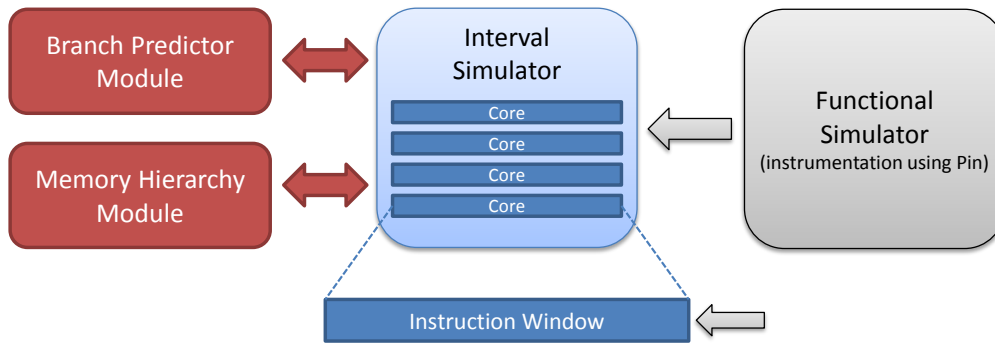 Branch Predictor
Module
Memory Hierarchy
Module
Interval
Simulator
Core
Core
Core
Core
Functional
Simulator
(instrumentation using Pin)
Instruction Window